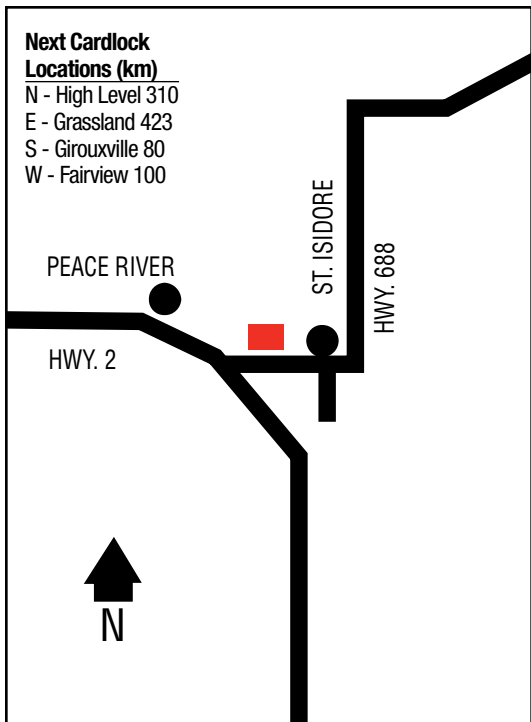 Next Cardlock
Locations (km)
N - High Level 310
E - Grassland 423
S - Girouxville 80
W - Fairview 100
ST. ISIDORE
PEACE RIVER
HWY. 688
HWY. 2
N